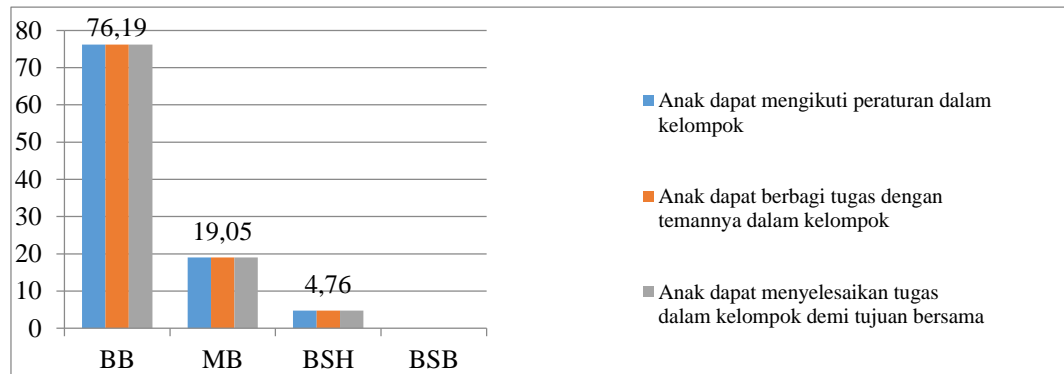 80
70
60
50
40
30
20
10
0
76,19
19,05
4,76
BB MB BSH BSB
Anak dapat mengikuti peraturan dalam
kelompok
Anak dapat berbagi tugas dengan
temannya dalam kelompok
Anak dapat menyelesaikan tugas
dalam kelompok demi tujuan bersama